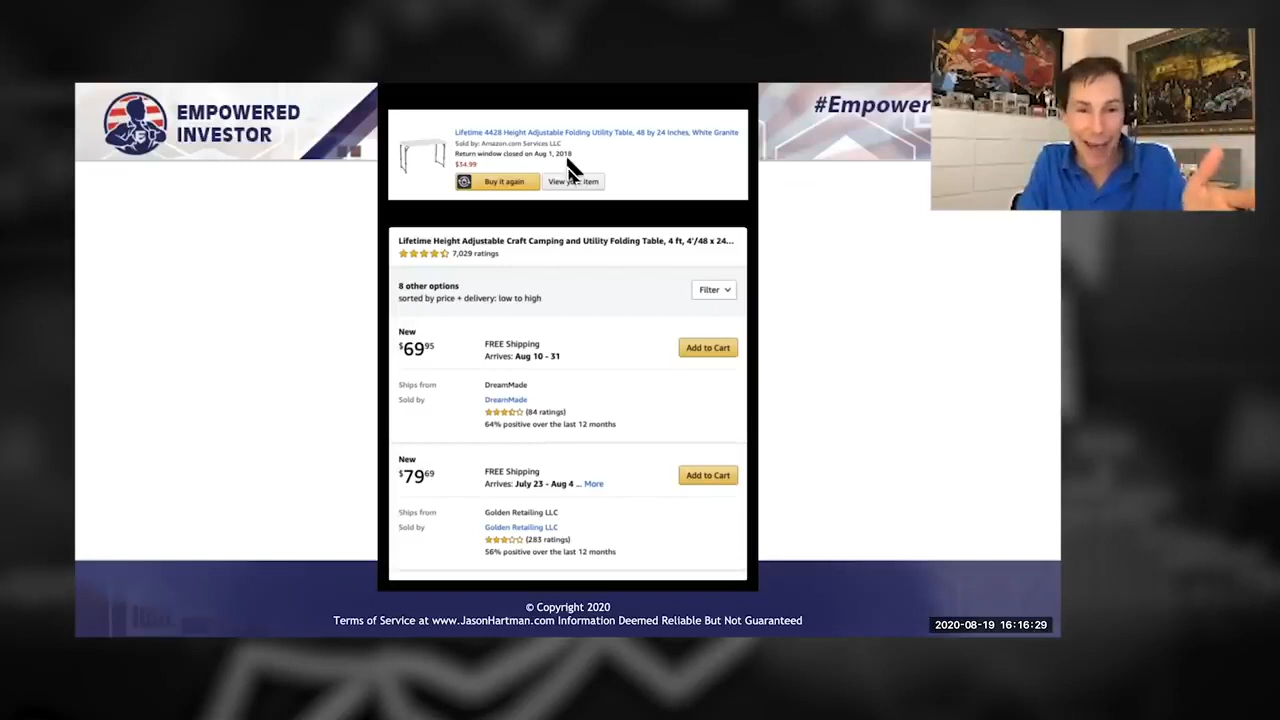 EMPOWERED
INVESTOR
#Empower
Lifetime 4428 Height Adjustable Folding Utility Table, 48 by 24 Inches, White Granite
Sold by: Amazon.com Services LLC
Return window closed on Aug 1, 2018
$34.99
Buy it again
View item
Lifetime Height Adjustable Craft Camping and Utility Folding Table, 4 ft, 4'/48 x 24...
7,029 ratings
8 other options
sorted by price + delivery: low to high
Filter
New
$69 95
FREE Shipping
Arrives: Aug 10 - 31
Add to Cart
Ships from
DreamMade
Sold by
DreamMade
(84 ratings)
64% positive over the last 12 months
New
$79 69
FREE Shipping
Arrives: July 23 - Aug 4 ... More
Add to Cart
Ships from
Golden Retailing LLC
Sold by
Golden Retailing LLC
(283 ratings)
56% positive over the last 12 months
© Copyright 2020
Terms of Service at www.JasonHartman.com Information Deemed Reliable But Not Guaranteed
2020-08-19 16:16:29